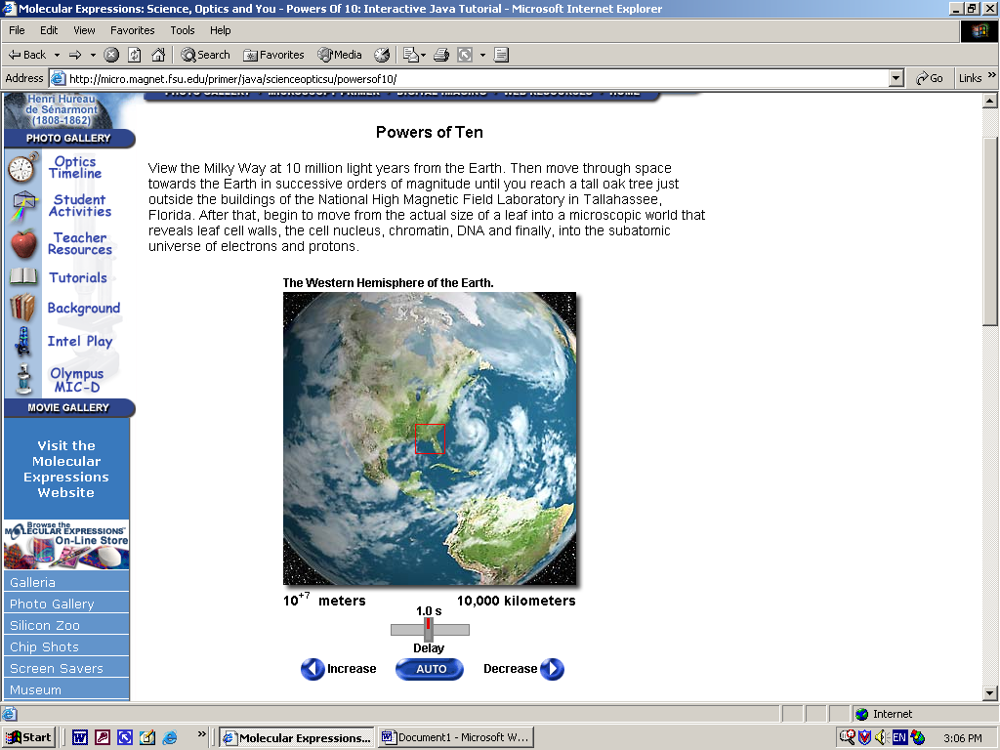 Molecular Expressions: Science, Optics and You - Powers Of 10: Interactive Java Tutorial - Microsoft Internet Explorer
File Edit View Favorites Tools Help
Back Search Favorites Media
Address http://micro.magnet.fsu.edu/primer/java/scienceopticsu/powersof10/ Go Links »
Henri Hureau
de Sénarmont
(1808-1862)
PHOTO GALLERY
Optics
Timeline
Student
Activities
Teacher
Resources
Tutorials
Background
Intel Play
Olympus
MIC-D
MOVIE GALLERY
Visit the
Molecular
Expressions
Website
Browse the
MOLECULAR EXPRESSIONS
On-Line Store
Galleria
Photo Gallery
Silicon Zoo
Chip Shots
Screen Savers
Museum
PHOTO GALLERY MICROSCOPY PRIMER DIGITAL IMAGING WEB RESOURCES HOME
Powers of Ten
View the Milky Way at 10 million light years from the Earth. Then move through space
towards the Earth in successive orders of magnitude until you reach a tall oak tree just
outside the buildings of the National High Magnetic Field Laboratory in Tallahassee,
Florida. After that, begin to move from the actual size of a leaf into a microscopic world that
reveals leaf cell walls, the cell nucleus, chromatin, DNA and finally, into the subatomic
universe of electrons and protons.
The Western Hemisphere of the Earth.
10+7 meters 10,000 kilometers
1.0 s
Delay
Increase AUTO Decrease
Internet
Start » Molecular Expressions... Document1 - Microsoft W... EN 3:06 PM